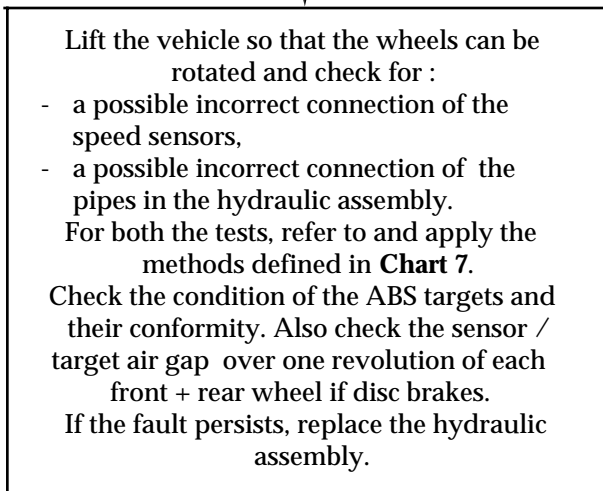 Lift the vehicle so that the wheels can be
rotated and check for :
- a possible incorrect connection of the
speed sensors,
- a possible incorrect connection of the
pipes in the hydraulic assembly.
For both the tests, refer to and apply the
methods defined in Chart 7.
Check the condition of the ABS targets and
their conformity. Also check the sensor /
target air gap over one revolution of each
front + rear wheel if disc brakes.
If the fault persists, replace the hydraulic
assembly.